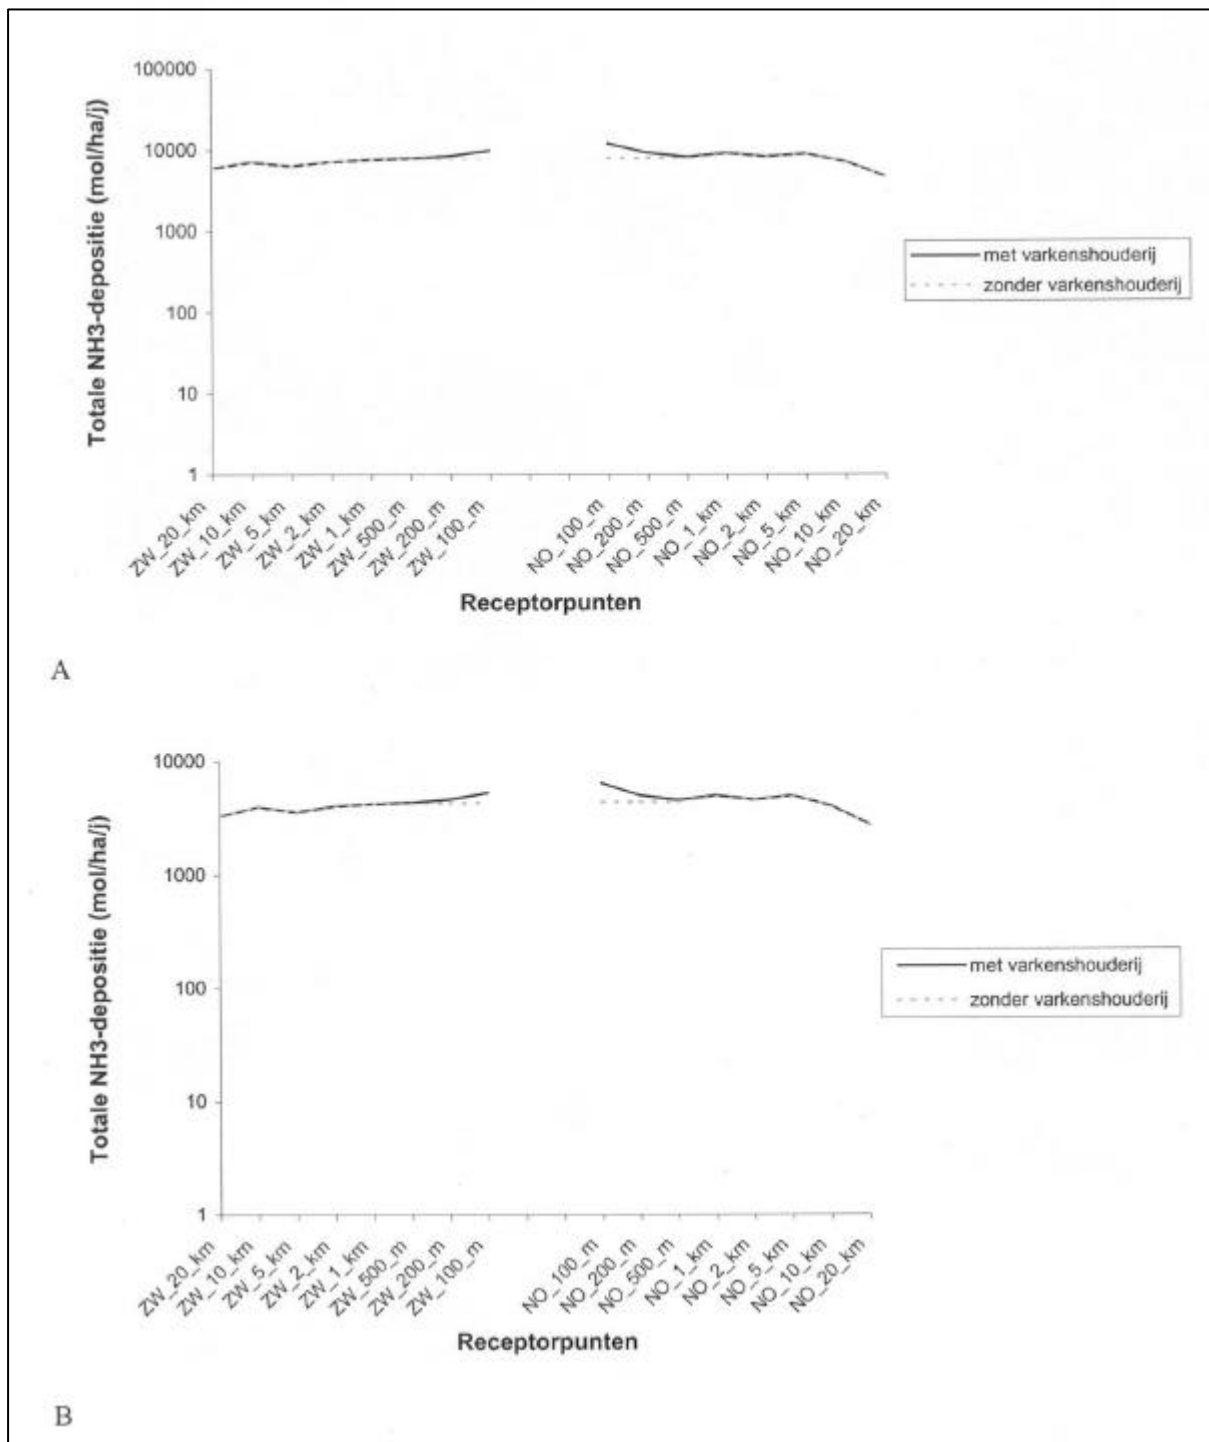 100000
10000
1000
100
10
1
Totale NH3-depositie (mol/ha/j)
ZW_20_km
ZW_10_km
ZW_5_km
ZW_2_km
ZW_1_km
ZW_500_m
ZW_200_m
ZW_100_m
NO_100_m
NO_200_m
NO_500_m
NO_1_km
NO_2_km
NO_5_km
NO_10_km
NO_20_km
Receptorpunten
met varkenshouderij
zonder varkenshouderij
A
10000
1000
100
10
1
Totale NH3-depositie (mol/ha/j)
ZW_20_km
ZW_10_km
ZW_5_km
ZW_2_km
ZW_1_km
ZW_500_m
ZW_200_m
ZW_100_m
NO_100_m
NO_200_m
NO_500_m
NO_1_km
NO_2_km
NO_5_km
NO_10_km
NO_20_km
Receptorpunten
met varkenshouderij
zonder varkenshouderij
B